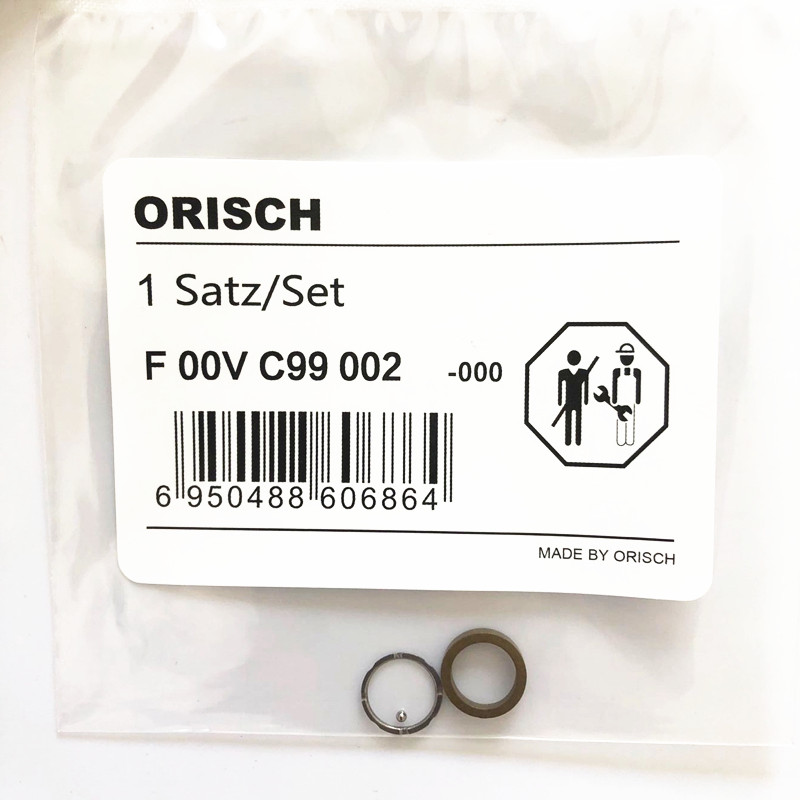 ORISCH
1 Satz/Set
F 00V C99 002 -000
6 950488 606864
MADE BY ORISCH